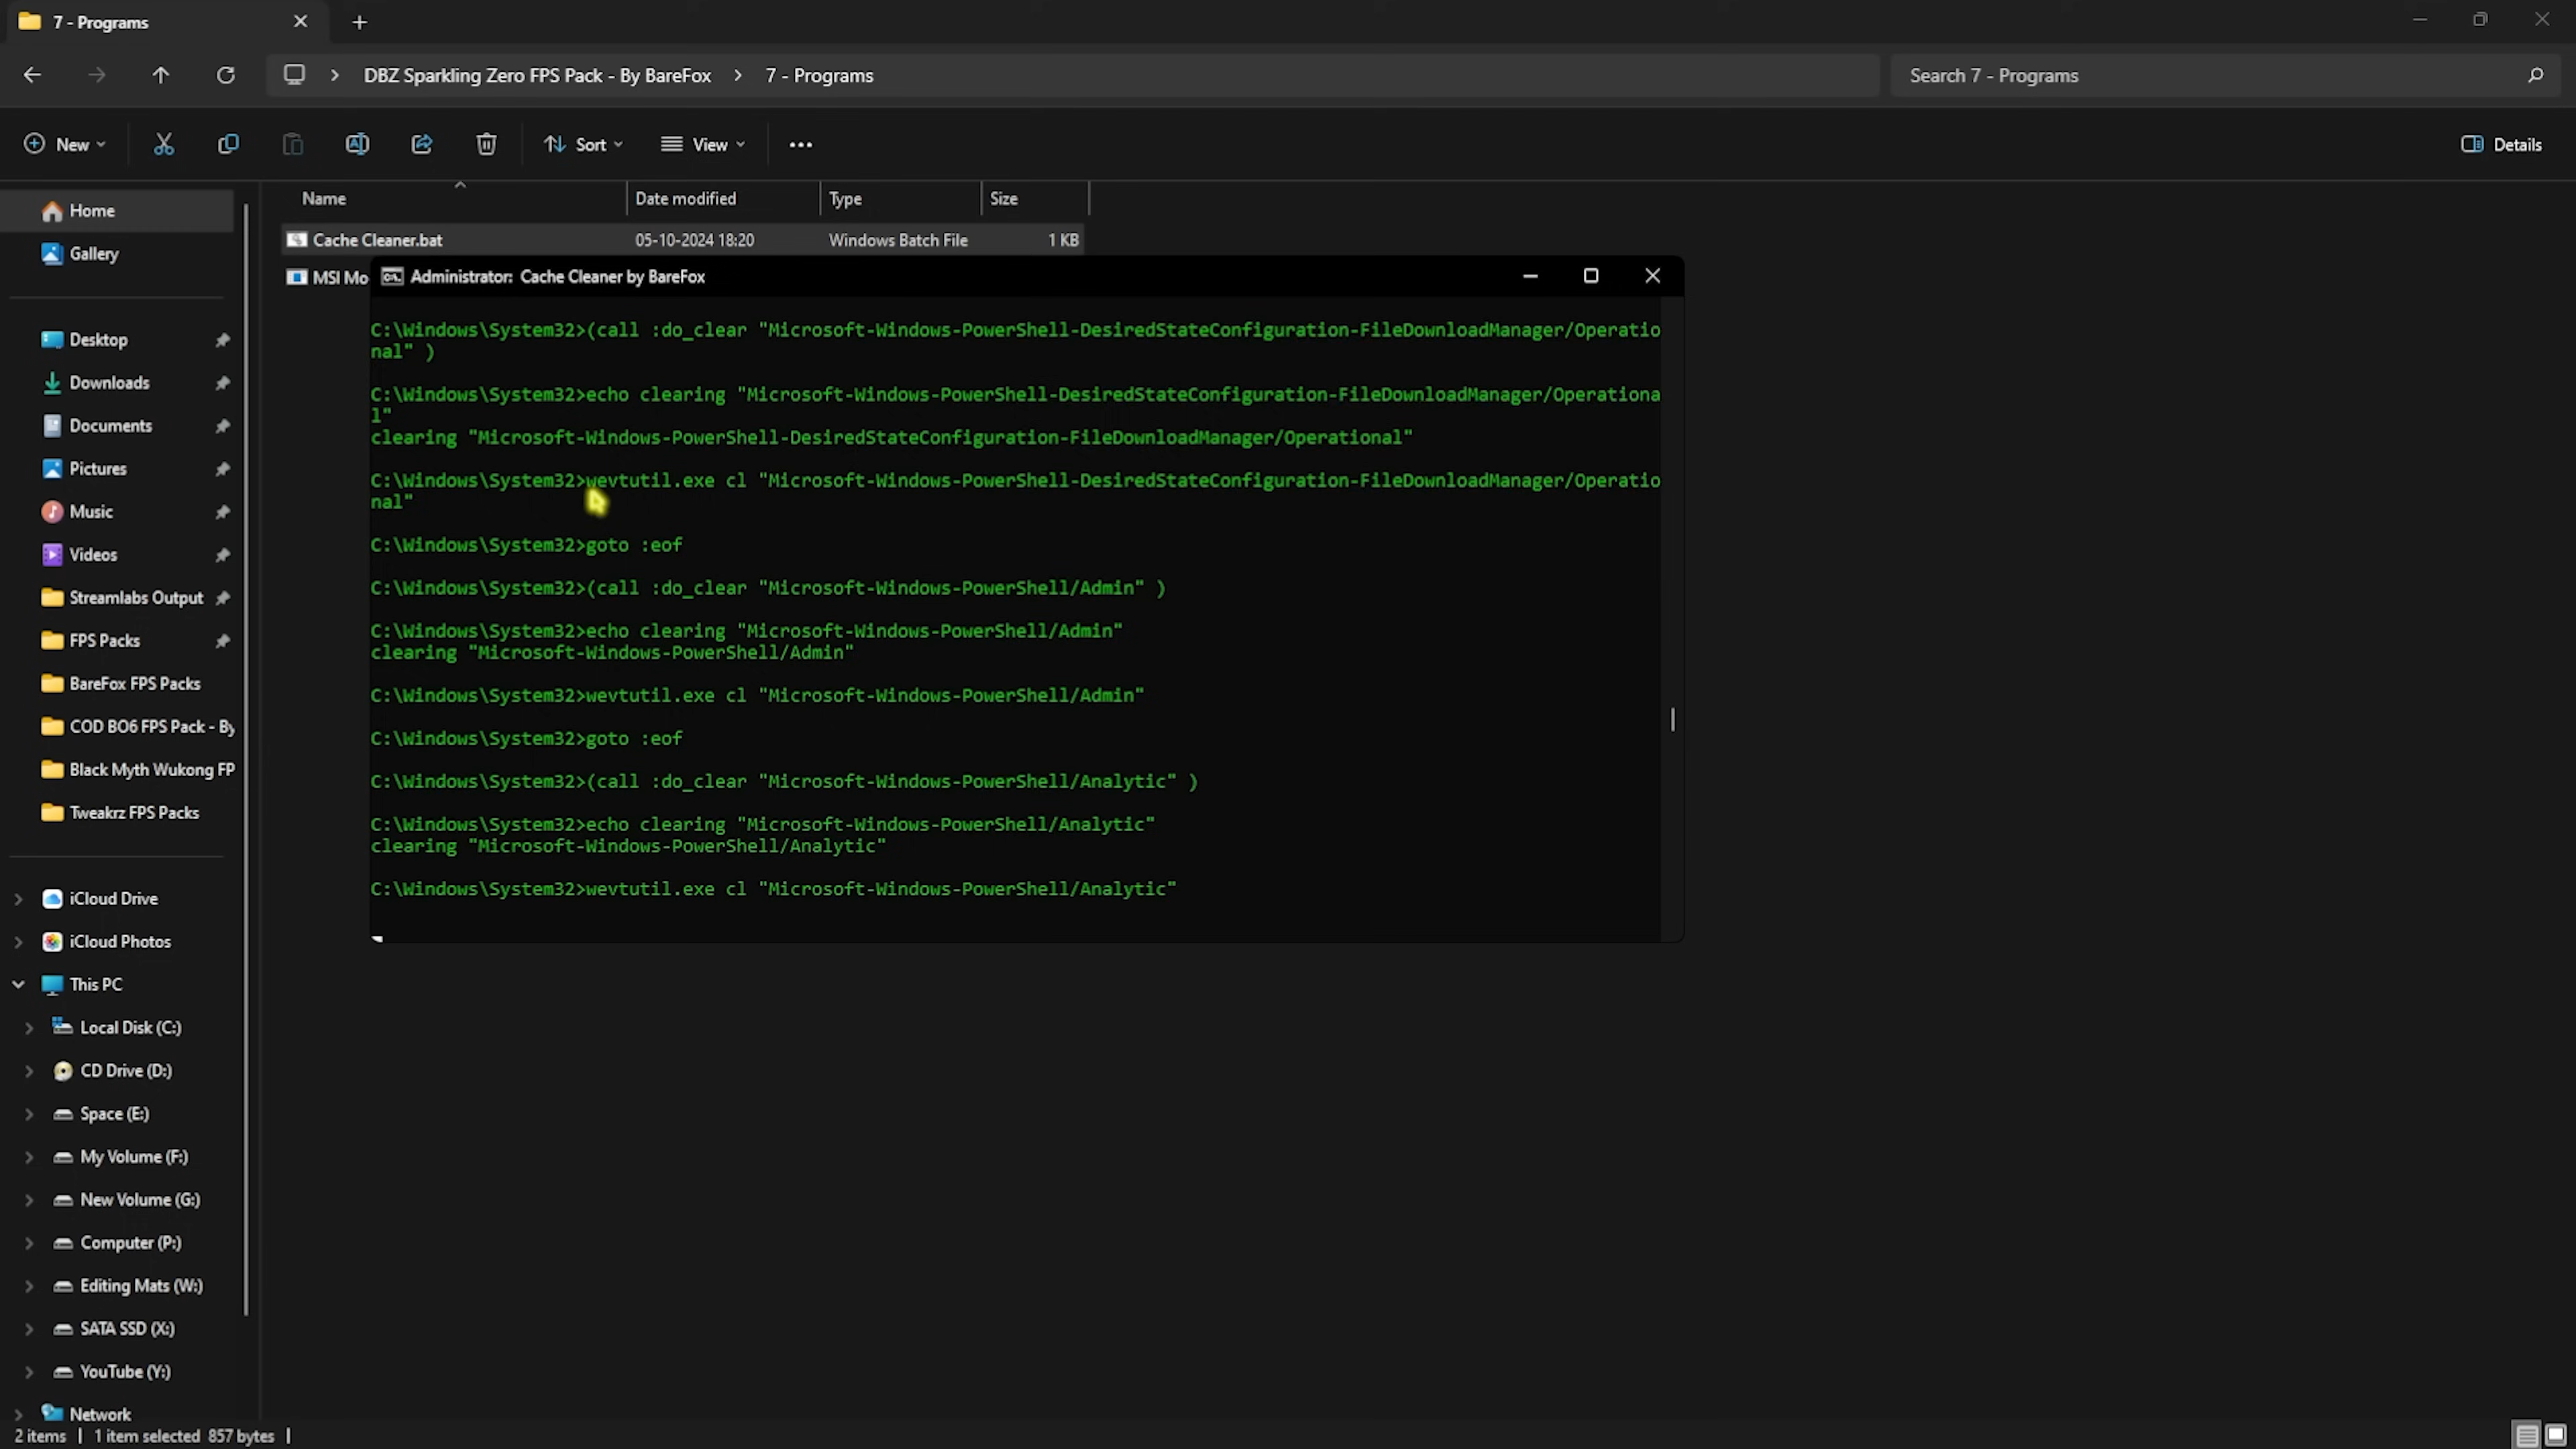 7 - Programs
DBZ Sparkling Zero FPS Pack - By BareFox
7 - Programs
Search 7 - Programs
New
Sort
View
Details
Name
Date modified
Type
Size
Cache Cleaner.bat
05-10-2024 18:20
Windows Batch File
1 KB
MSI Mo
Home
Gallery
Desktop
Downloads
Documents
Pictures
Music
Videos
Streamlabs Output
FPS Packs
BareFox FPS Packs
COD BO6 FPS Pack - By
Black Myth Wukong FP
Tweakrz FPS Packs
iCloud Drive
iCloud Photos
This PC
Local Disk (C:)
CD Drive (D:)
Space (E:)
My Volume (F:)
New Volume (G:)
Computer (P:)
Editing Mats (W:)
SATA SSD (X:)
YouTube (Y:)
Network
Administrator: Cache Cleaner by BareFox
C:\Windows\System32>(call :do_clear "Microsoft-Windows-PowerShell-DesiredStateConfiguration-FileDownloadManager/Operatio
nal" )
C:\Windows\System32>echo clearing "Microsoft-Windows-PowerShell-DesiredStateConfiguration-FileDownloadManager/Operationa
l"
clearing "Microsoft-Windows-PowerShell-DesiredStateConfiguration-FileDownloadManager/Operational"
C:\Windows\System32>wevtutil.exe cl "Microsoft-Windows-PowerShell-DesiredStateConfiguration-FileDownloadManager/Operatio
nal"
C:\Windows\System32>goto :eof
C:\Windows\System32>(call :do_clear "Microsoft-Windows-PowerShell/Admin" )
C:\Windows\System32>echo clearing "Microsoft-Windows-PowerShell/Admin"
clearing "Microsoft-Windows-PowerShell/Admin"
C:\Windows\System32>wevtutil.exe cl "Microsoft-Windows-PowerShell/Admin"
C:\Windows\System32>goto :eof
C:\Windows\System32>(call :do_clear "Microsoft-Windows-PowerShell/Analytic" )
C:\Windows\System32>echo clearing "Microsoft-Windows-PowerShell/Analytic"
clearing "Microsoft-Windows-PowerShell/Analytic"
C:\Windows\System32>wevtutil.exe cl "Microsoft-Windows-PowerShell/Analytic"
2 items
1 item selected 857 bytes